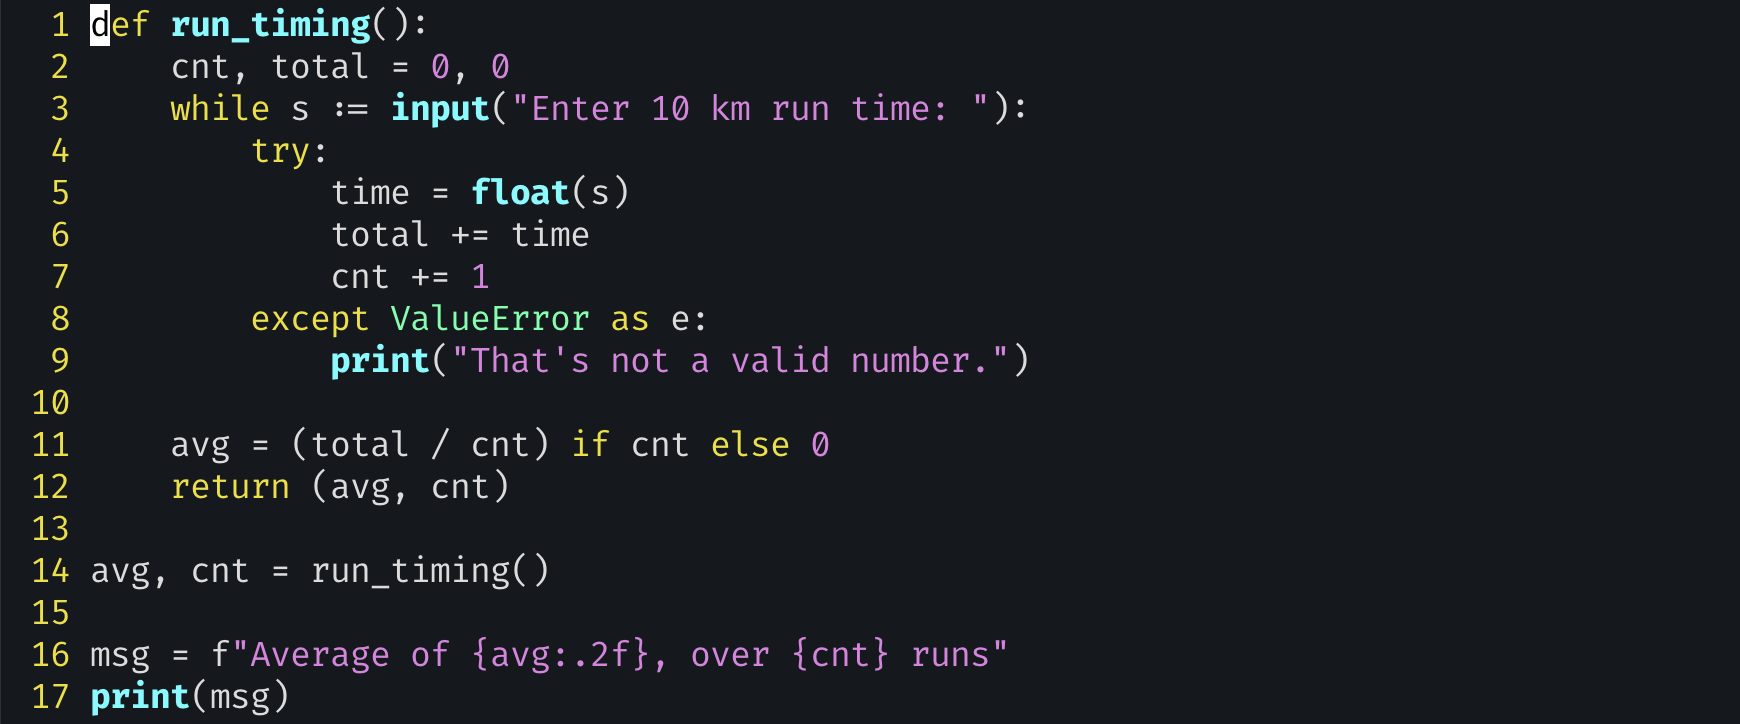 1 def run_timing():
2     cnt, total = 0, 0
3     while s := input("Enter 10 km run time: "):
4         try:
5             time = float(s)
6             total += time
7             cnt += 1
8         except ValueError as e:
9             print("That's not a valid number.")
10
11     avg = (total / cnt) if cnt else 0
12     return (avg, cnt)
13
14 avg, cnt = run_timing()
15
16 msg = f"Average of {avg:.2f}, over {cnt} runs"
17 print(msg)